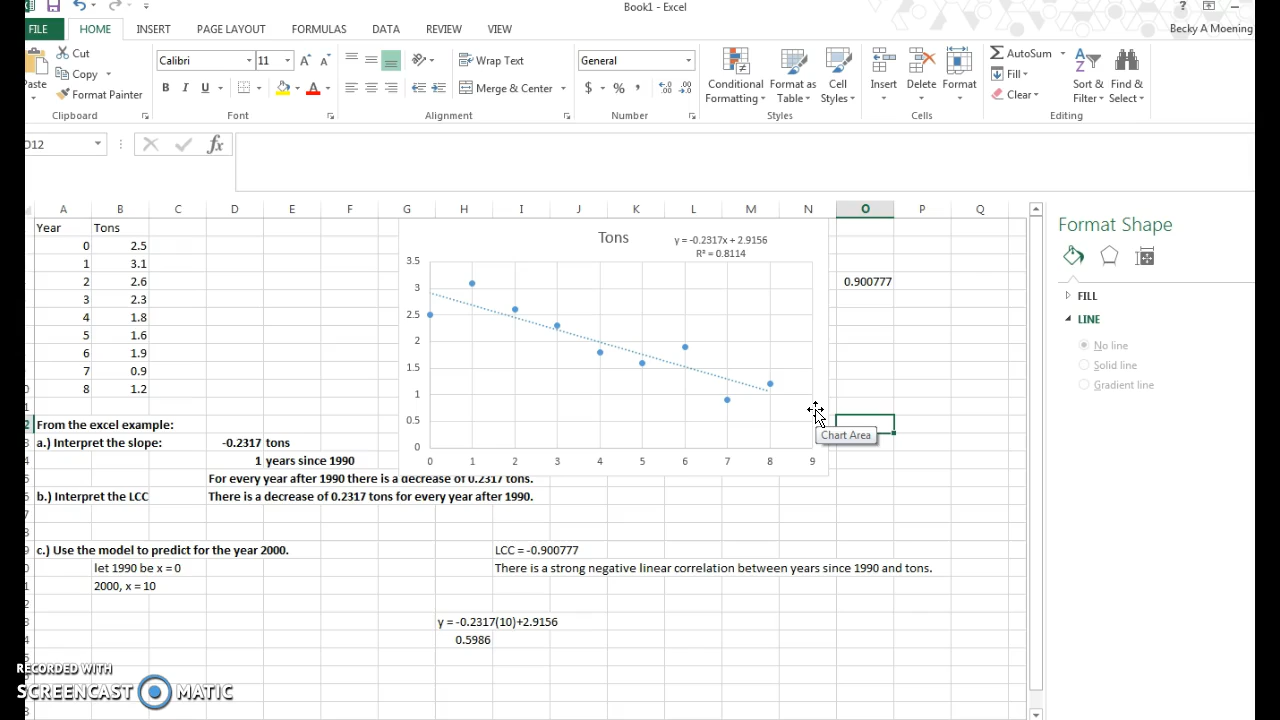 Book1 - Excel
FILE HOME INSERT PAGE LAYOUT FORMULAS DATA REVIEW VIEW
Becky A Moening
Cut
Copy
Format Painter
Clipboard
Calibri 11
B I U
Font
Wrap Text
Merge & Center
Alignment
General
$ % ,
Number
Conditional Formatting
Format as Table
Cell Styles
Styles
Insert Delete Format
Cells
AutoSum
Fill
Clear
Sort & Filter
Find & Select
Editing
fx
A B C D E F G H I J K L M N O P Q
Year Tons
0 2.5
1 3.1
2 2.6
3 2.3
4 1.8
5 1.6
6 1.9
7 0.9
8 1.2
Tons
y = -0.2317x + 2.9156
R² = 0.8114
3.5
3
2.5
2
1.5
1
0.5
0
0 1 2 3 4 5 6 7 8 9
Chart Area
0.900777
From the excel example:
a.) Interpret the slope: -0.2317 tons
1 years since 1990
For every year after 1990 there is a decrease of 0.2317 tons.
b.) Interpret the LCC There is a decrease of 0.2317 tons for every year after 1990.
c.) Use the model to predict for the year 2000. LCC = -0.900777
let 1990 be x = 0 There is a strong negative linear correlation between years since 1990 and tons.
2000, x = 10
y = -0.2317(10)+2.9156
0.5986
Format Shape
FILL
LINE
No line
Solid line
Gradient line
RECORDED WITH
SCREENCAST MATIC